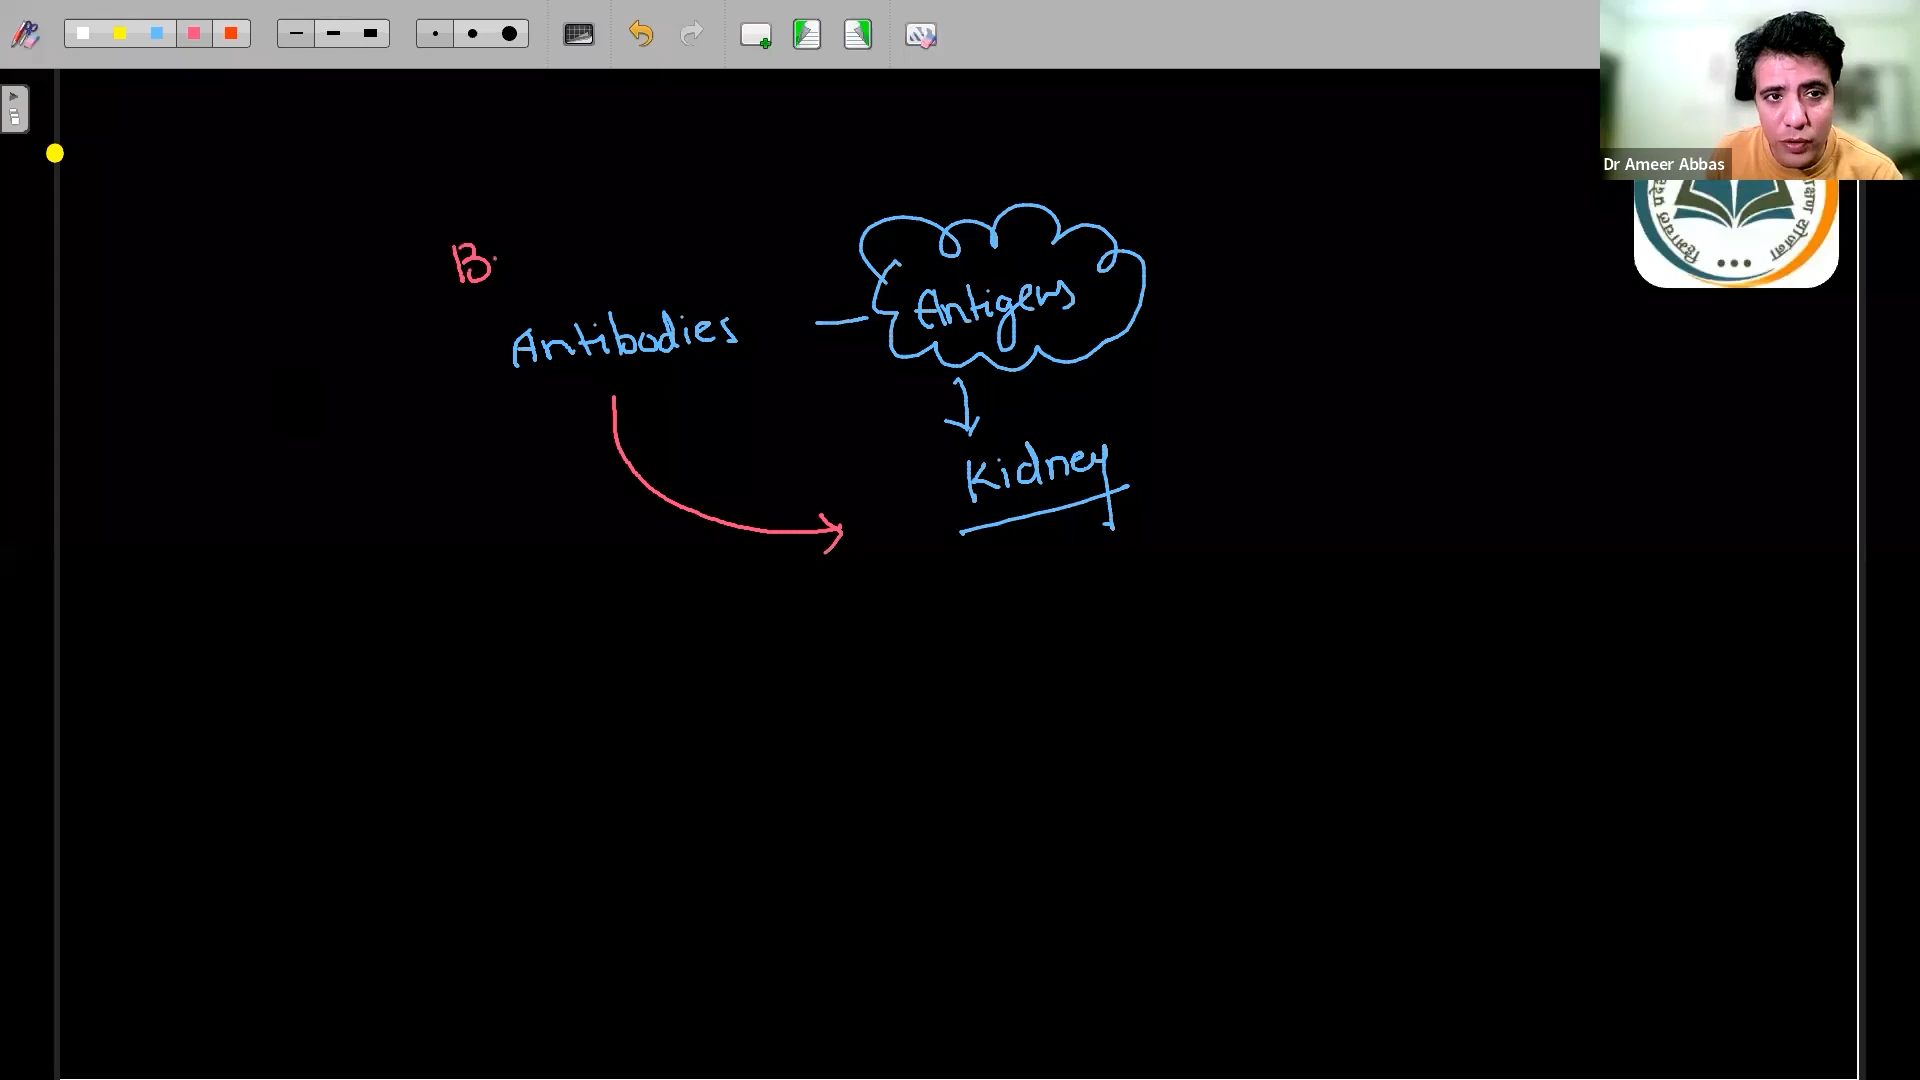 Dr Ameer Abbas
B.
Antibodies
Antigens
Kidney